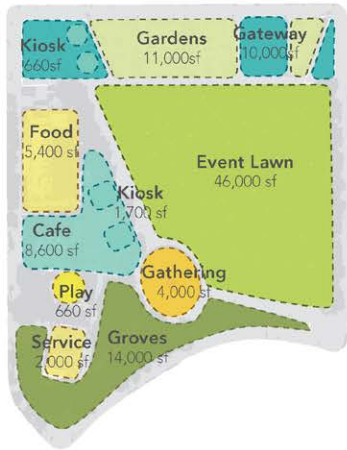 Kiosk
660sf
Gardens
11,000sf
Gateway
10,000sf
Food
5,400 sf
Event Lawn
46,000 sf
Kiosk
1,700 sf
Cafe
8,600 sf
Gathering
4,000 sf
Play
660 sf
Service
2,000 sf
Groves
14,000 sf